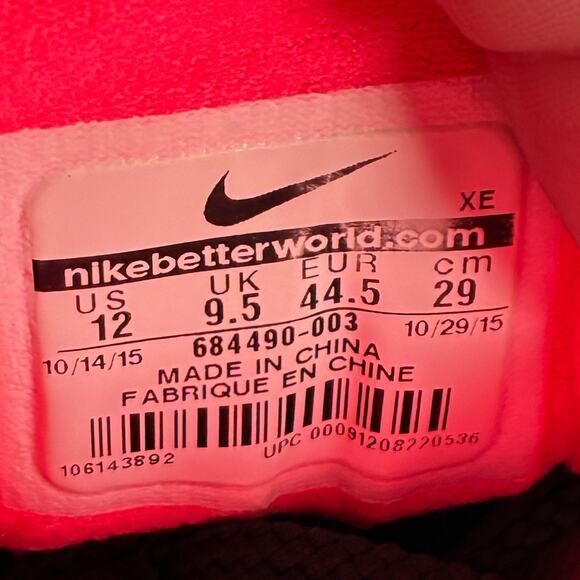 XE
nikebetterworld.com
US UK EUR cm
12 9.5 44.5 29
10/14/15 684490-003 10/29/15
MADE IN CHINA
FABRIQUE EN CHINE
106143892 UPC 00091208220536